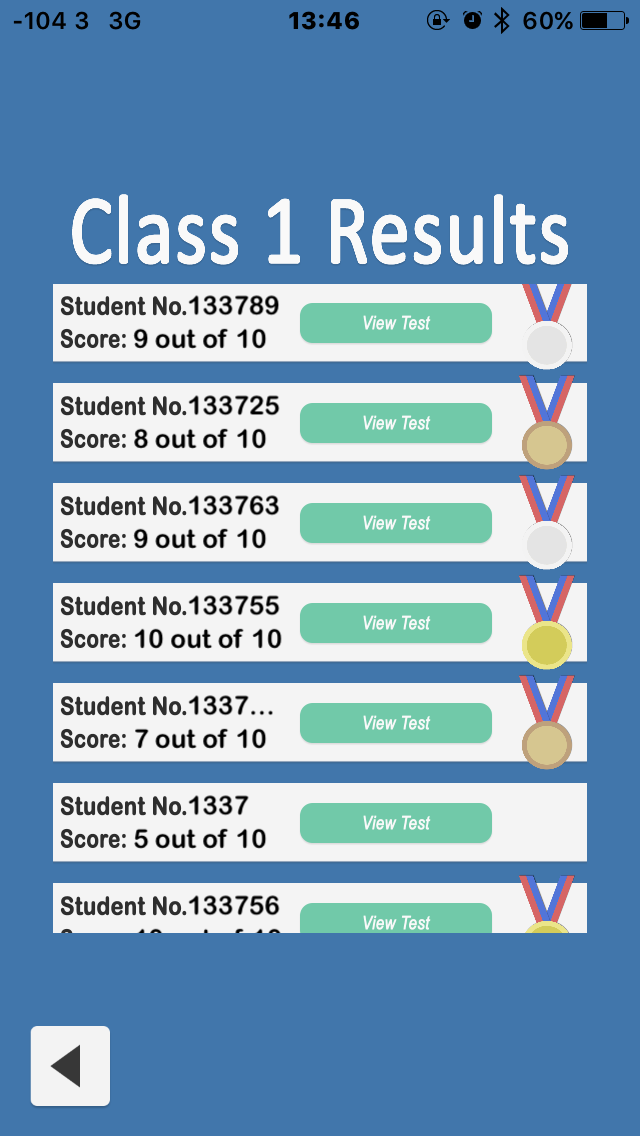 -104 3 3G 13:46 60%
Class 1 Results
Student No.133789
Score: 9 out of 10
View Test
Student No.133725
Score: 8 out of 10
View Test
Student No.133763
Score: 9 out of 10
View Test
Student No.133755
Score: 10 out of 10
View Test
Student No.1337...
Score: 7 out of 10
View Test
Student No.1337
Score: 5 out of 10
View Test
Student No.133756
View Test